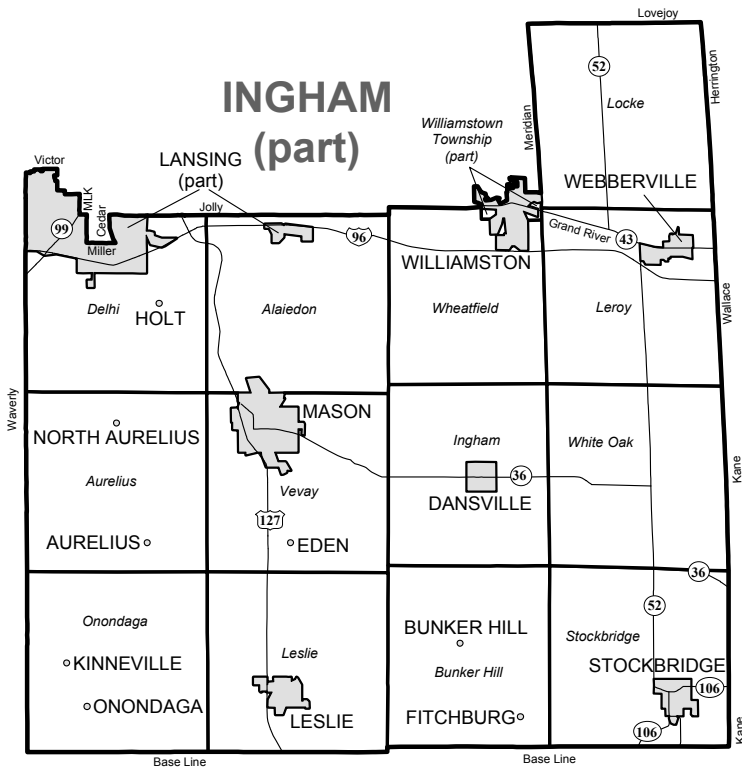 Lovejoy
52
Locke
Herrington
INGHAM
(part)
Williamstown
Township
(part)
Meridian
Victor
LANSING
(part)
WEBBERVILLE
MLK
Cedar
Jolly
99
Miller
96
Grand River
43
WILLIAMSTON
Delhi
HOLT
Alaiedon
Wheatfield
Leroy
Wallace
Waverly
MASON
NORTH AURELIUS
Ingham
White Oak
Aurelius
Vevay
36
DANSVILLE
Kane
127
AURELIUS
EDEN
36
52
Onondaga
BUNKER HILL
Stockbridge
KINNEVILLE
Leslie
Bunker Hill
STOCKBRIDGE
106
ONONDAGA
LESLIE
FITCHBURG
106
Kane
Base Line
Base Line